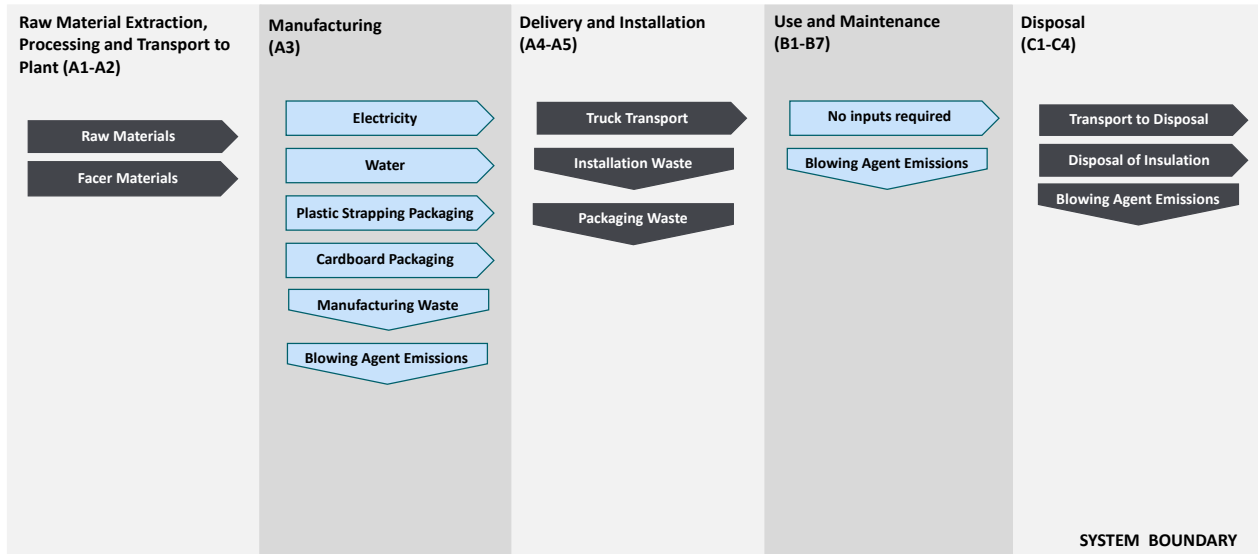 Raw Material Extraction,
Processing and Transport to
Plant (A1-A2)
Raw Materials
Facer Materials
Manufacturing
(A3)
Electricity
Water
Plastic Strapping Packaging
Cardboard Packaging
Manufacturing Waste
Blowing Agent Emissions
Delivery and Installation
(A4-A5)
Truck Transport
Installation Waste
Packaging Waste
Use and Maintenance
(B1-B7)
No inputs required
Blowing Agent Emissions
Disposal
(C1-C4)
Transport to Disposal
Disposal of Insulation
Blowing Agent Emissions
SYSTEM BOUNDARY